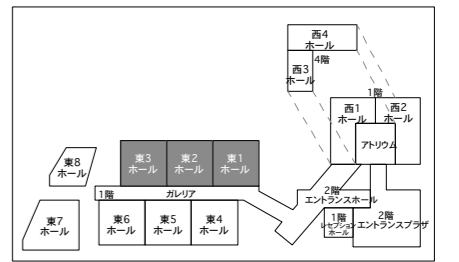 西4
ホール
4階
西3
ホール
1階
西1
ホール
西2
ホール
アトリウム
東8
ホール
東3
ホール
東2
ホール
東1
ホール
1階
ガレリア
東7
ホール
東6
ホール
東5
ホール
東4
ホール
2階
エントランスホール
1階
レセプション
ホール
2階
エントランスプラザ